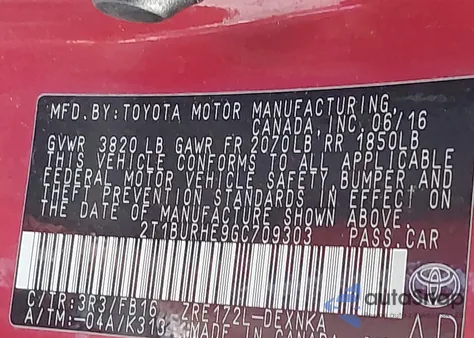 MFD. BY: TOYOTA MOTOR MANUFACTURING,
CANADA, INC. 06/16
GVWR 3820 LB GAWR FR 2070LB RR 1850LB
THIS VEHICLE CONFORMS TO ALL APPLICABLE
FEDERAL MOTOR VEHICLE SAFETY, BUMPER AND
THEFT PREVENTION STANDARDS IN EFFECT ON
THE DATE OF MANUFACTURE SHOWN ABOVE.
2T1BURHE9GC709303 PASS. CAR
C/TR: 3R3/FB16 ZRE172L-DEXNKA
A/TM: -04A/K313 MADE IN CANADA
autoswap